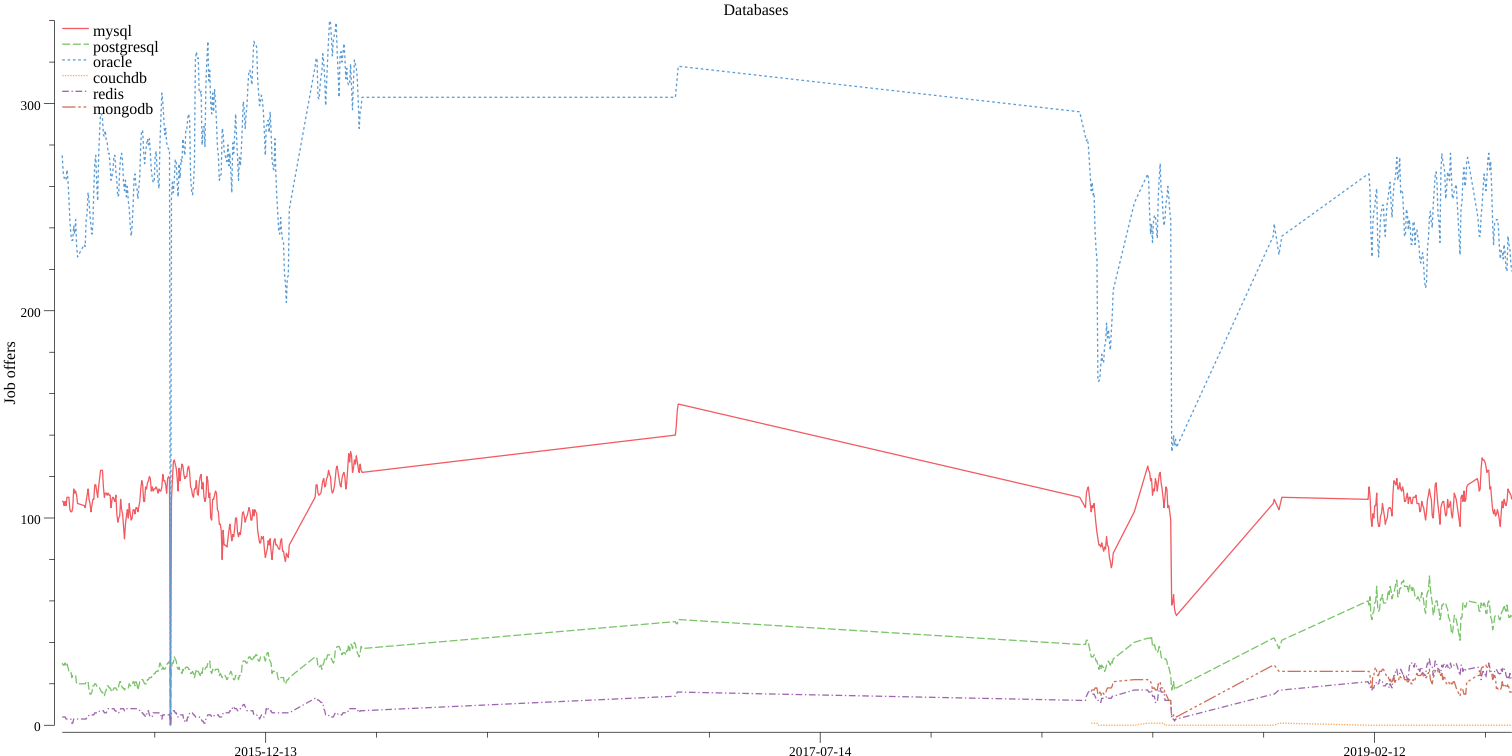 Databases
mysql
postgresql
oracle
couchdb
redis
mongodb
Job offers
300
200
100
0
2015-12-13
2017-07-14
2019-02-12